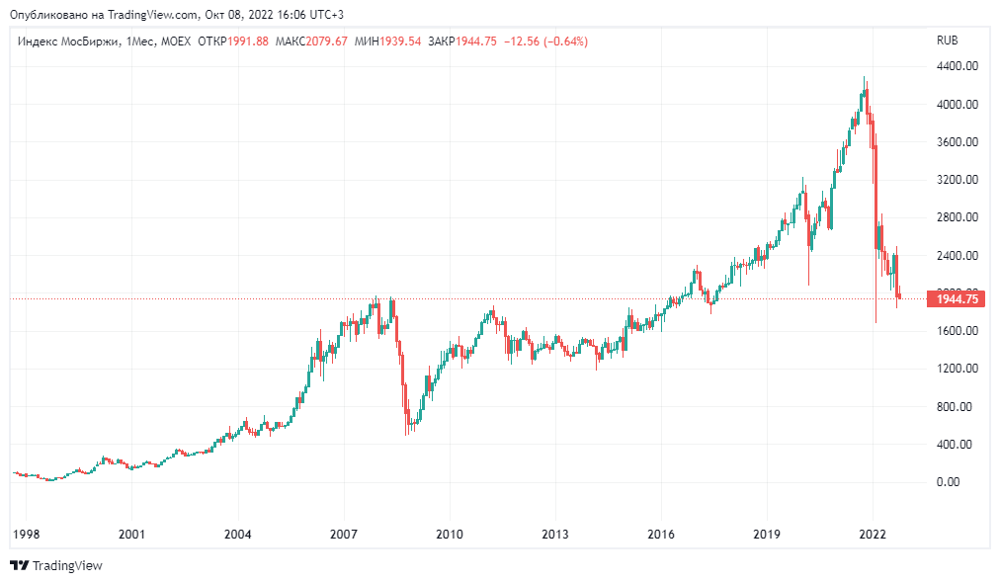 Опубликовано на TradingView.com, Окт 08, 2022 16:06 UTC+3
Индекс МосБиржи, 1Мес, MOEX ОТКР1991.88 МАКС2079.67 МИН1939.54 ЗАКР1944.75 −12.56 (−0.64%)
RUB
4400.00
4000.00
3600.00
3200.00
2800.00
2400.00
2000.00
1944.75
1600.00
1200.00
800.00
400.00
0.00
1998 2001 2004 2007 2010 2013 2016 2019 2022
TradingView